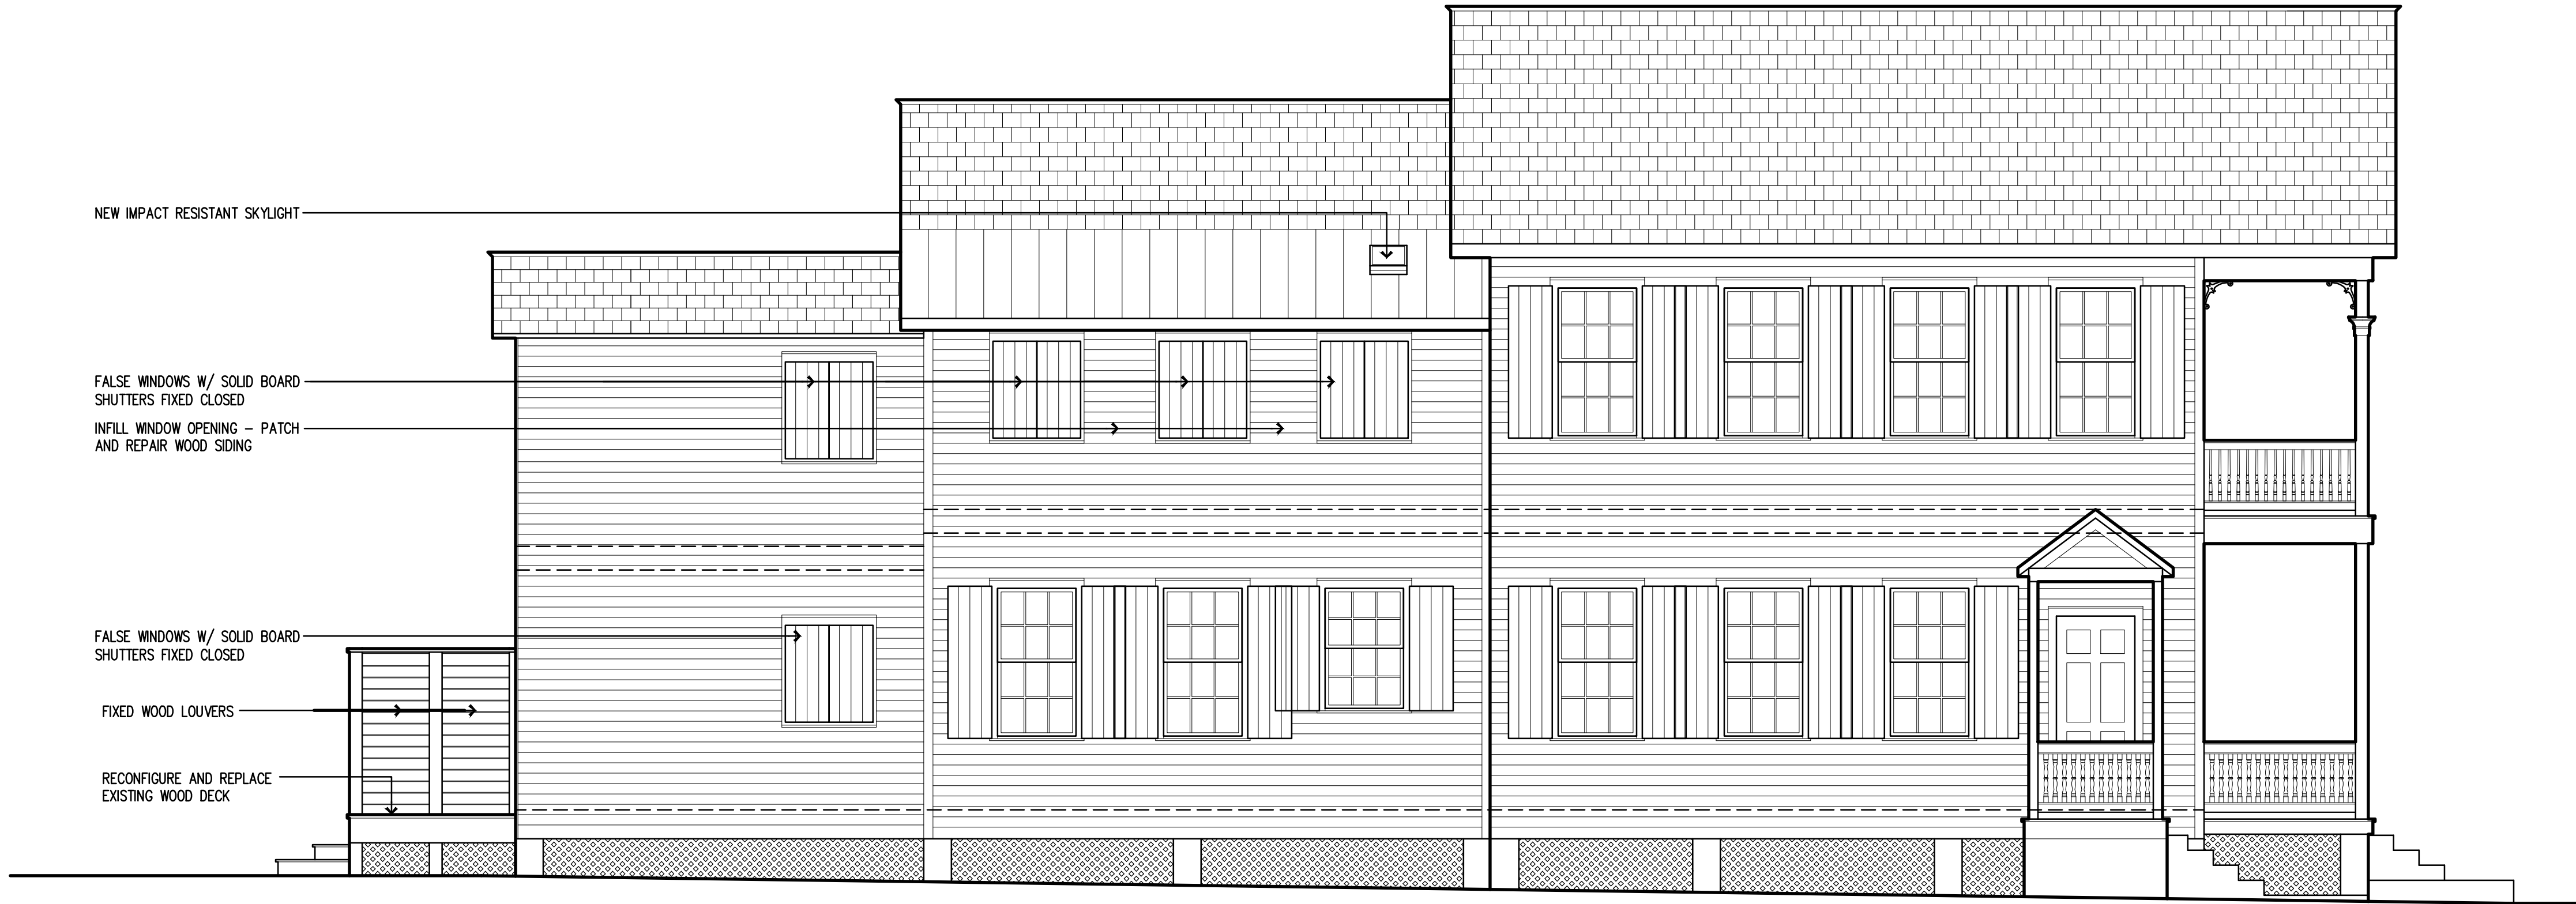 NEW IMPACT RESISTANT SKYLIGHT
FALSE WINDOWS W/ SOLID BOARD
SHUTTERS FIXED CLOSED
INFILL WINDOW OPENING – PATCH
AND REPAIR WOOD SIDING
FALSE WINDOWS W/ SOLID BOARD
SHUTTERS FIXED CLOSED
FIXED WOOD LOUVERS
RECONFIGURE AND REPLACE
EXISTING WOOD DECK